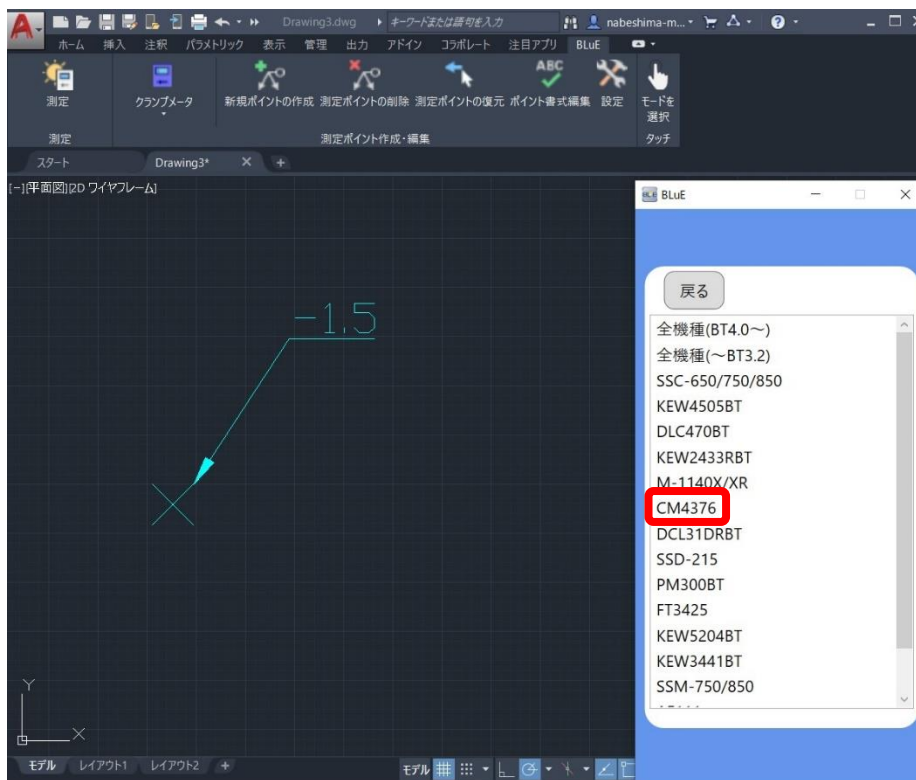 A Drawing3.dwg キーワードまたは語句を入力 nabeshima-m...
ホーム 挿入 注釈 パラメトリック 表示 管理 出力 アドイン コラボレート 注目アプリ BLuE
ABC
測定 クランプメータ 新規ポイントの作成 測定ポイントの削除 測定ポイントの復元 ポイント書式編集 設定 モードを
選択
測定 測定ポイント作成・編集 タッチ
スタート Drawing3* × +
[−][平面図][2D ワイヤフレーム]
BLuE
戻る
全機種(BT4.0～)
全機種(～BT3.2)
SSC-650/750/850
KEW4505BT
DLC470BT
KEW2433RBT
M-1140X/XR
CM4376
DCL31DRBT
SSD-215
PM300BT
FT3425
KEW5204BT
KEW3441BT
SSM-750/850
-1.5
Y
X
モデル レイアウト1 レイアウト2 + モデル